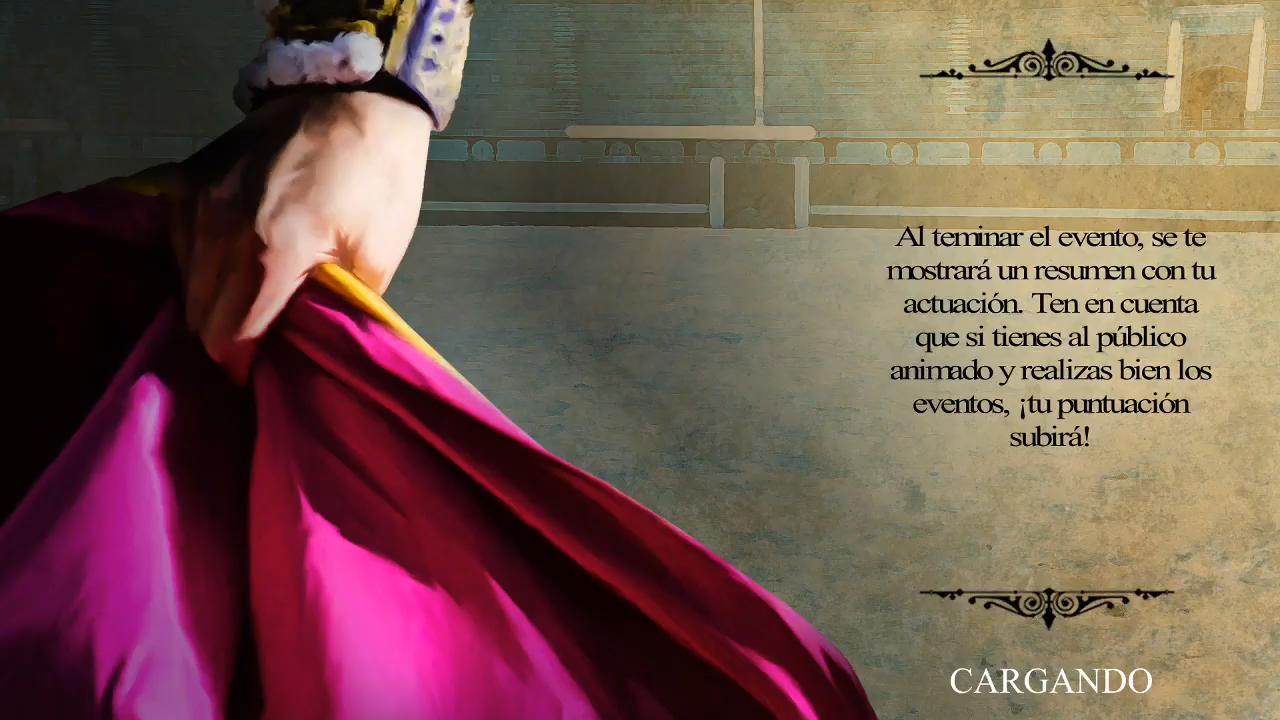 Al teminar el evento, se te
mostrará un resumen con tu
actuación. Ten en cuenta
que si tienes al público
animado y realizas bien los
eventos, ¡tu puntuación
subirá!
CARGANDO